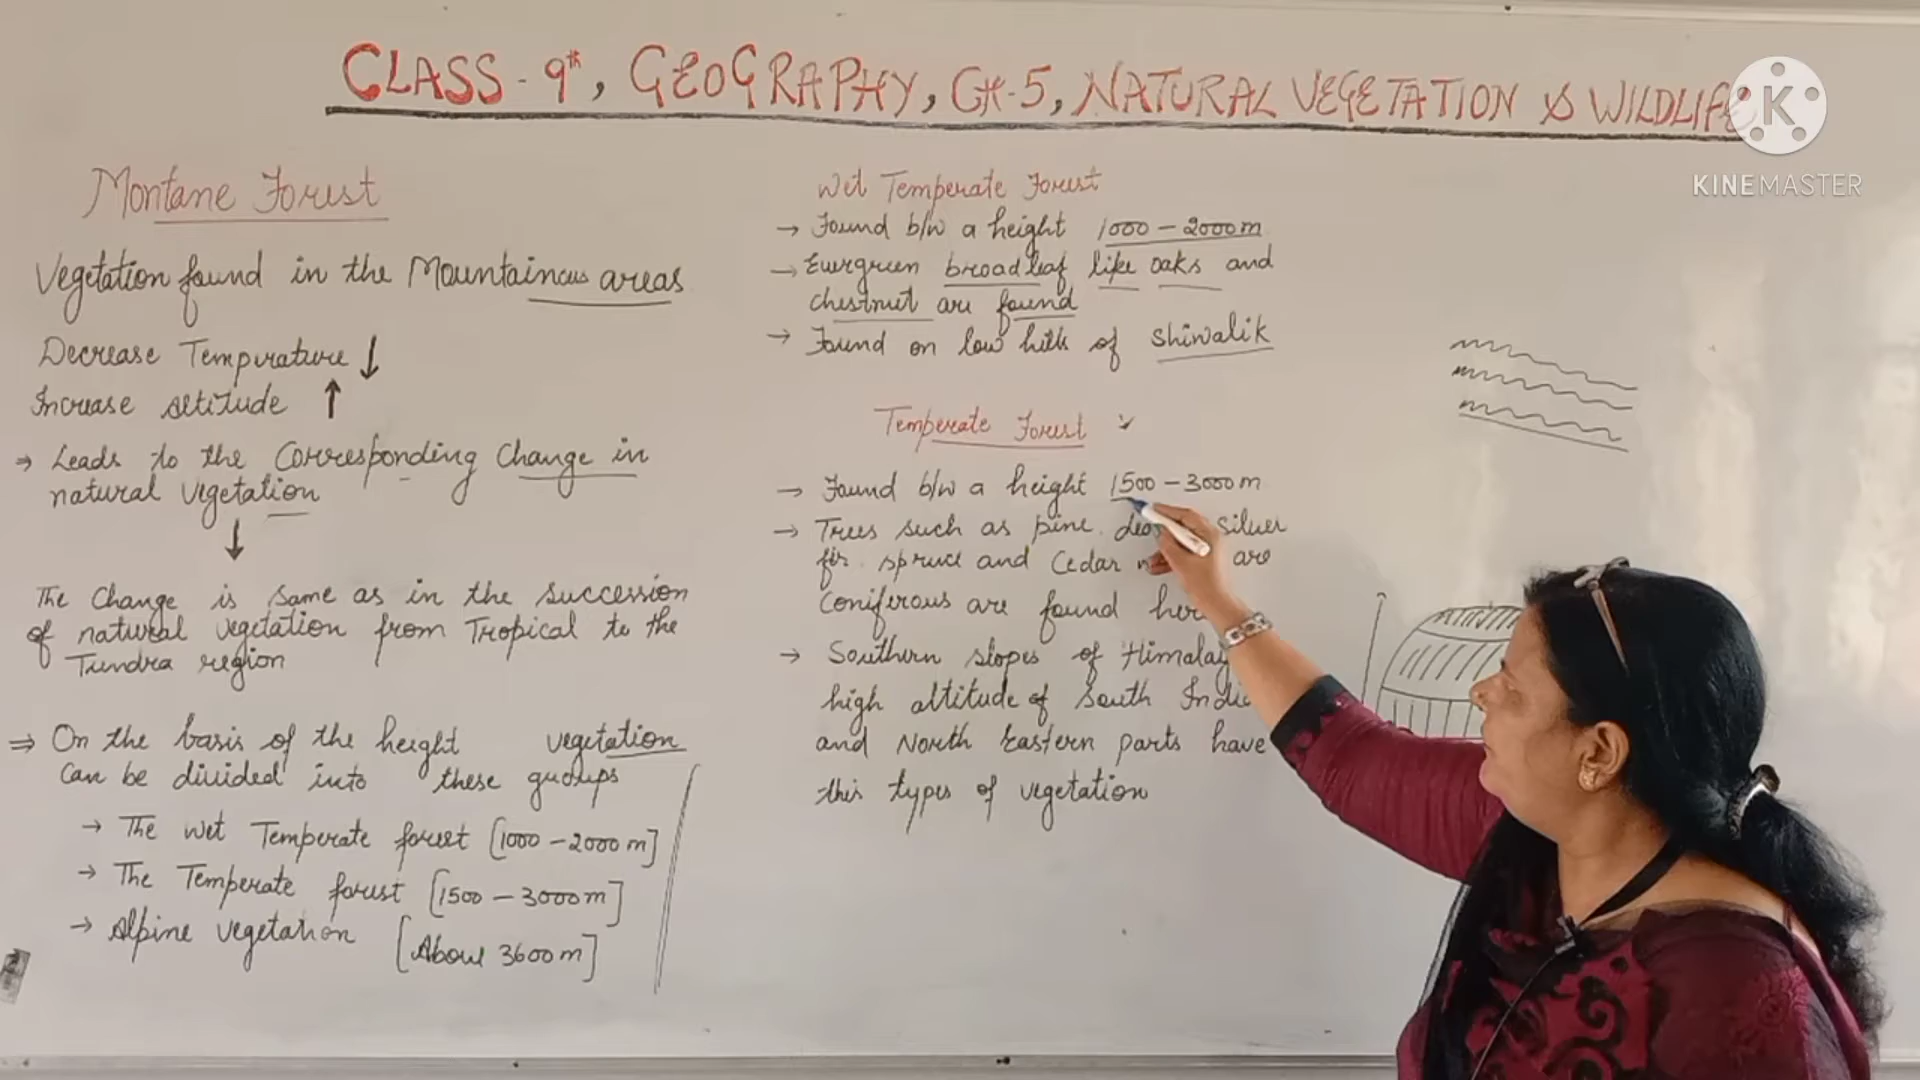 CLASS - 9th, GEOGRAPHY, CH-5, NATURAL VEGETATION & WILDLIFE
KINEMASTER
Montane Forest
Vegetation found in the Mountainous areas
Decrease Temperature ↓
Increase altitude ↑
⇒ Leads to the Corresponding Change in
natural vegetation
↓
The Change is same as in the succession
of natural vegetation from Tropical to the
Tundra region
⇒ On the basis of the height vegetation
can be divided into these groups
→ The Wet Temperate forest [1000 - 2000 m]
→ The Temperate forest [1500 - 3000 m]
→ Alpine vegetation [Above 3600 m]
Wet Temperate Forest
→ Found b/w a height 1000 - 2000 m
→ Evergreen broad leaf like oaks and
chestnut are found
→ Found on low hills of Shiwalik
Temperate Forest
→ Found b/w a height 1500 - 3000 m
→ Trees such as pine silver
fir. spruce and Cedar are
Coniferous are found
→ Southern slopes of
high altitude of South
and North Eastern parts have
this types of vegetation